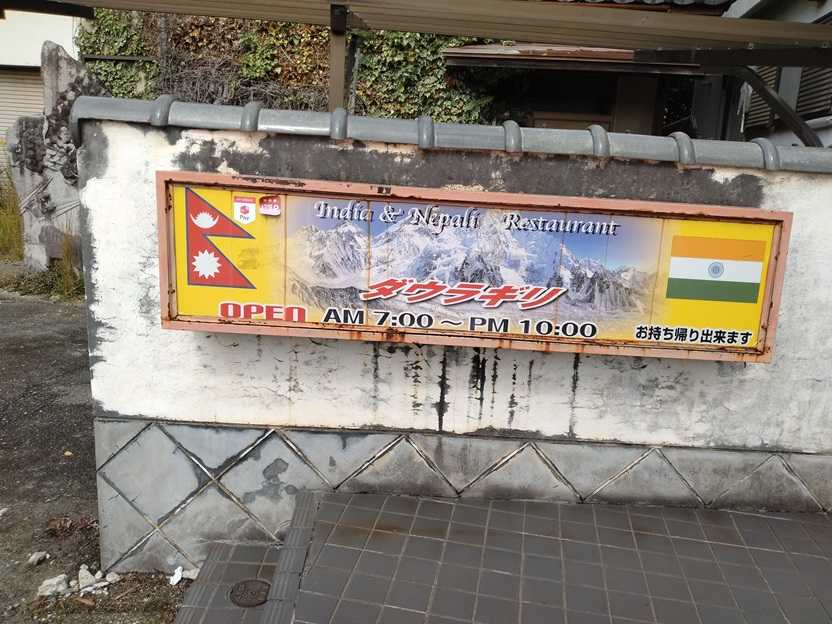 India & Nepali Restaurant
ダウラギリ
OPEN AM 7:00～PM 10:00
お持ち帰り出来ます